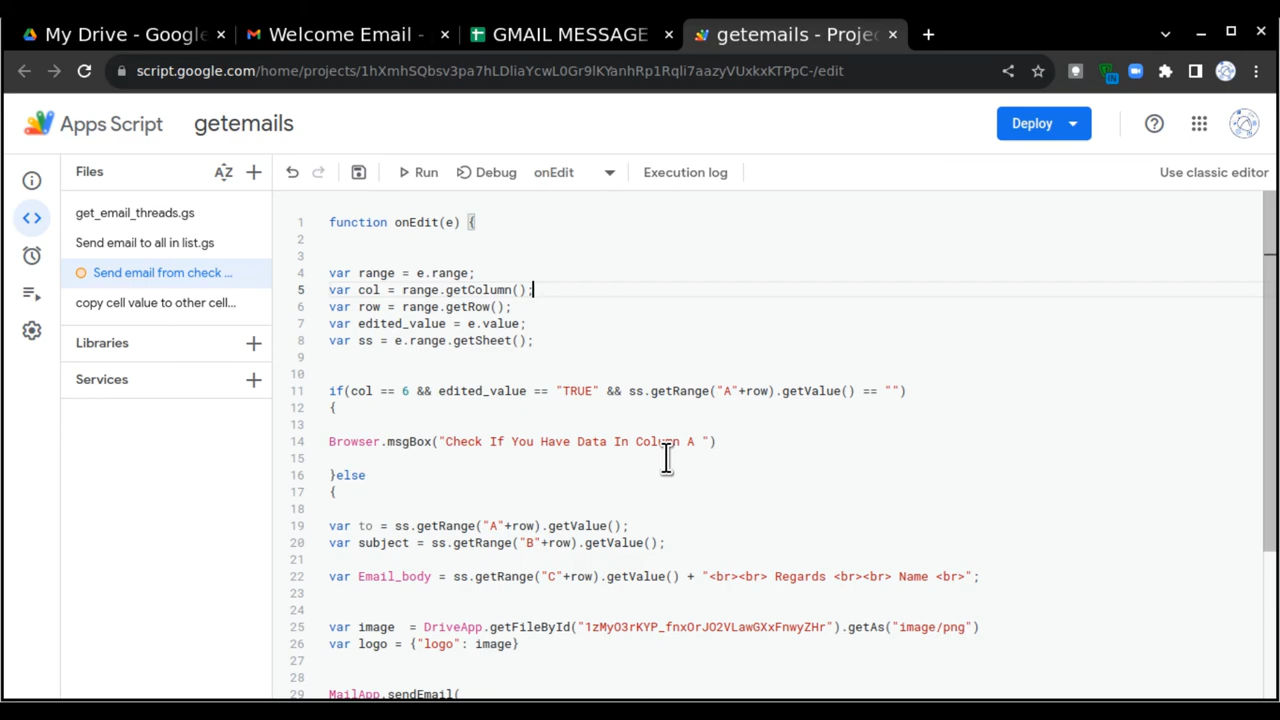 My Drive - Google
Welcome Email -
GMAIL MESSAGE
getemails - Projec
script.google.com/home/projects/1hXmhSQbsv3pa7hLDliaYcwL0Gr9lKYanhRp1Rqli7aazyVUxkxKTPpC-/edit
IN
Apps Script
getemails
Deploy
Files
AZ
Run
Debug
onEdit
Execution log
Use classic editor
get_email_threads.gs
Send email to all in list.gs
Send email from check ...
copy cell value to other cell...
Libraries
Services
1 function onEdit(e) {
2
3
4 var range = e.range;
5 var col = range.getColumn();
6 var row = range.getRow();
7 var edited_value = e.value;
8 var ss = e.range.getSheet();
9
10
11 if(col == 6 && edited_value == "TRUE" && ss.getRange("A"+row).getValue() == "")
12 {
13
14 Browser.msgBox("Check If You Have Data In Column A ")
15
16 }else
17 {
18
19 var to = ss.getRange("A"+row).getValue();
20 var subject = ss.getRange("B"+row).getValue();
21
22 var Email_body = ss.getRange("C"+row).getValue() + "<br><br> Regards <br><br> Name <br>";
23
24
25 var image  = DriveApp.getFileById("1zMyO3rKYP_fnxOrJO2VLawGXxFnwyZHr").getAs("image/png")
26 var logo = {"logo": image}
27
28
29 MailApp.sendEmail(